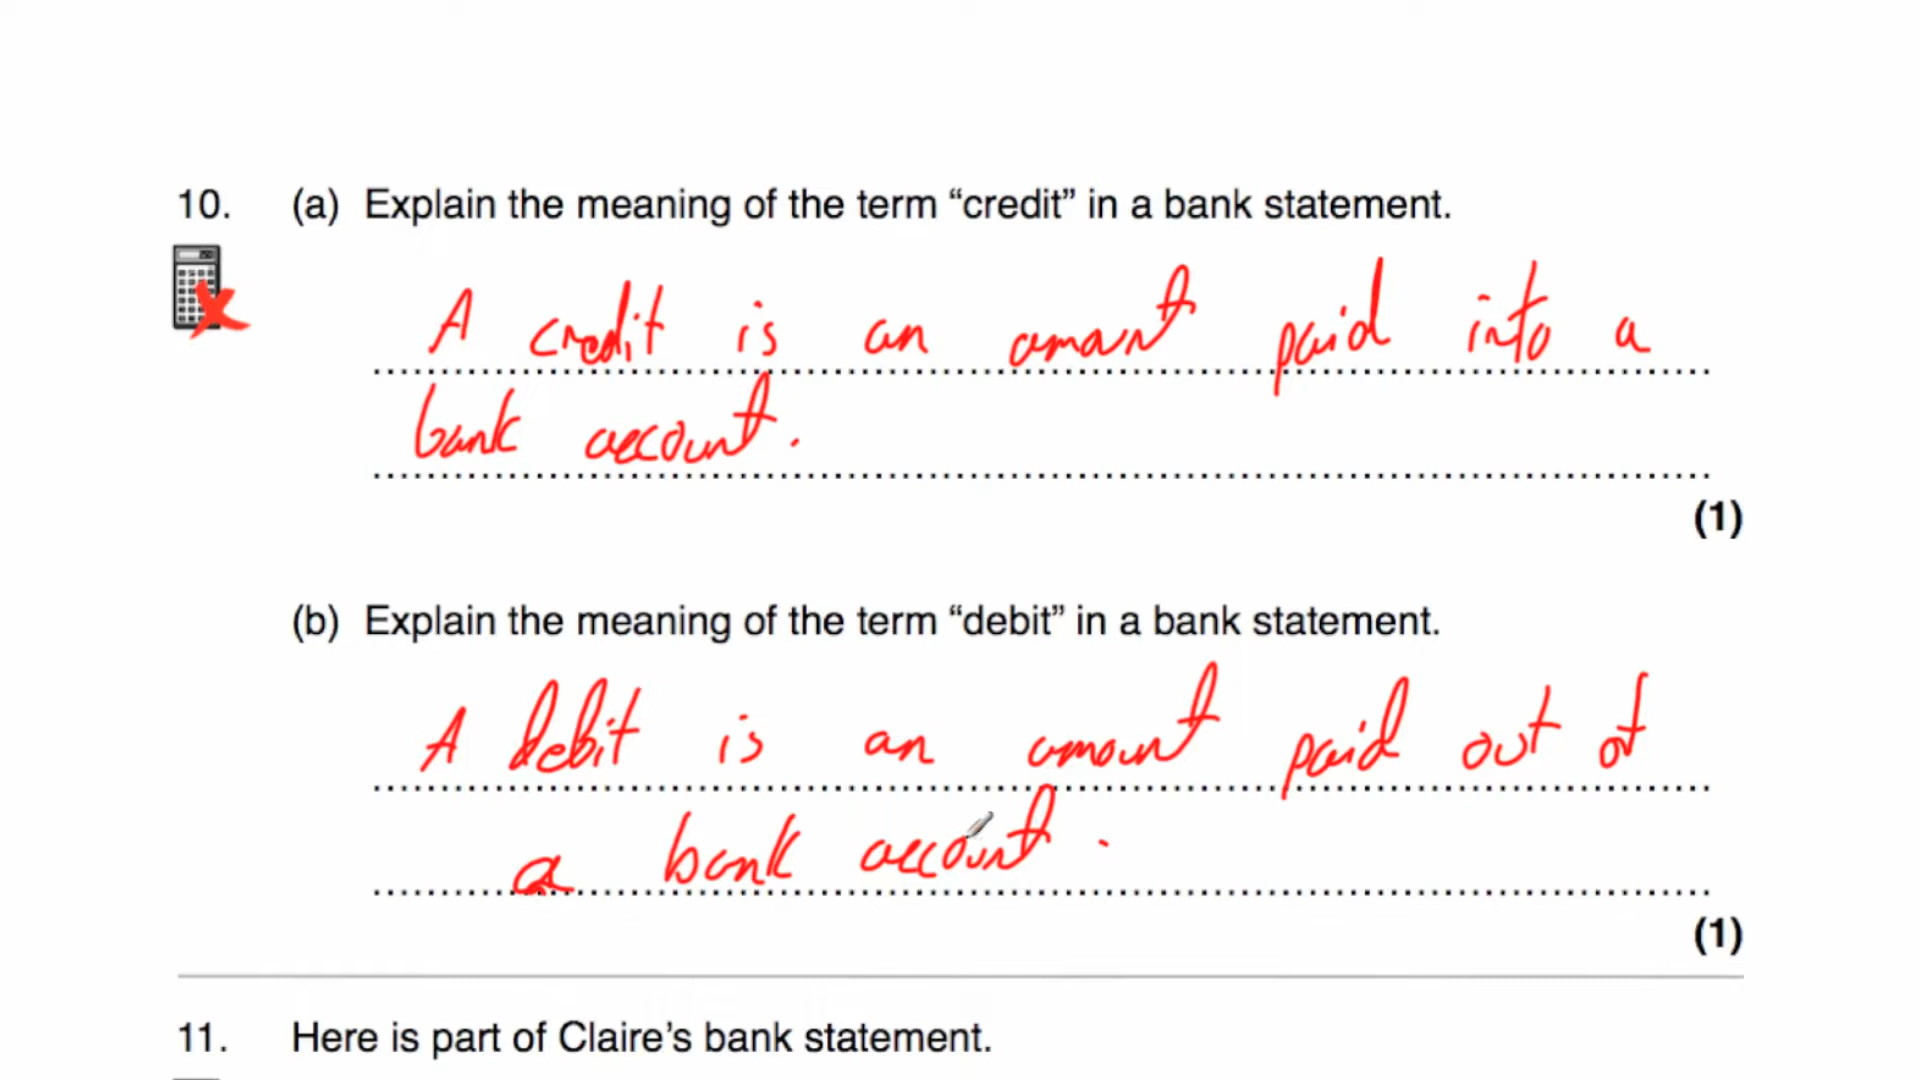 10. (a) Explain the meaning of the term “credit” in a bank statement.
A credit is an amount paid into a
bank account.
(1)
(b) Explain the meaning of the term “debit” in a bank statement.
A debit is an amount paid out of
a bank account.
(1)
11. Here is part of Claire’s bank statement.